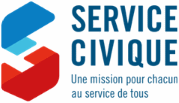 SERVICE
CIVIQUE
Une mission pour chacun
au service de tous